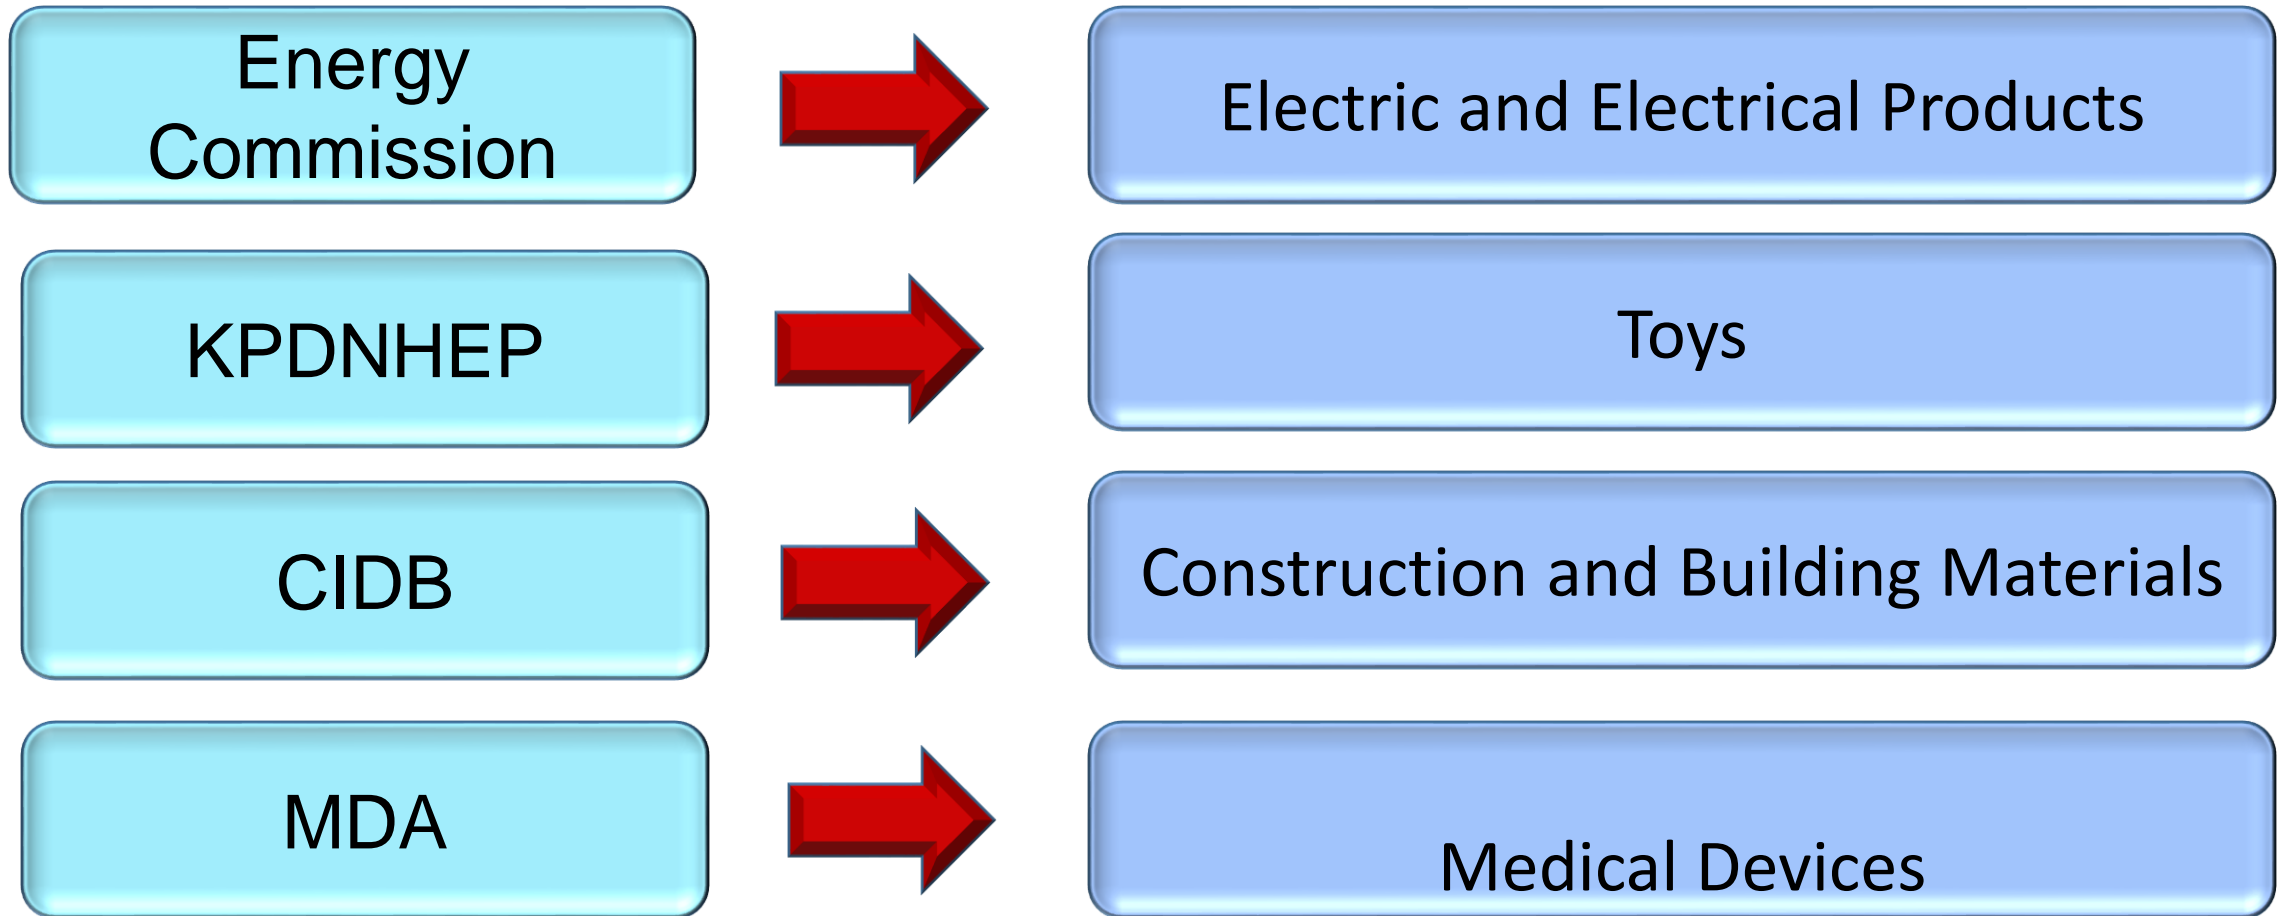 Energy
Commission
Electric and Electrical Products
KPDNHEP
Toys
CIDB
Construction and Building Materials
MDA
Medical Devices